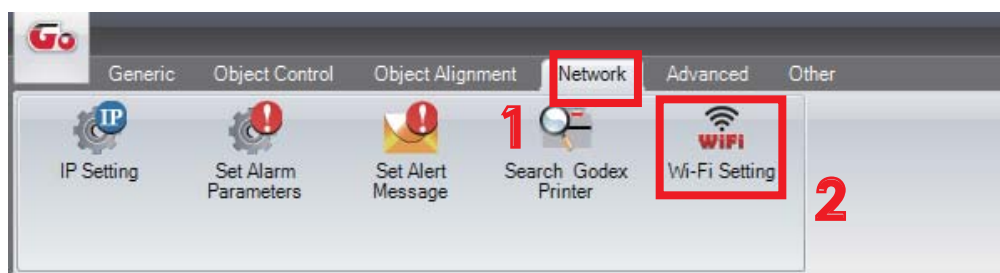 Go
Generic Object Control Object Alignment Network Advanced Other
IP
WiFi
1
IP Setting
Set Alarm
Parameters
Set Alert
Message
Search Godex
Printer
Wi-Fi Setting
2